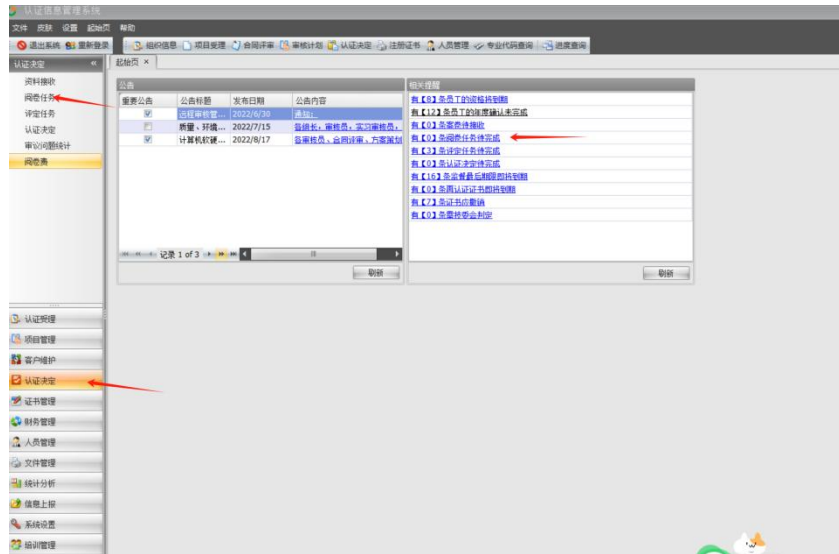 认证信息管理系统
文件 皮肤 设置 起始页 帮助
退出系统 重新登录 组织信息 项目受理 合同评审 审核计划 认证决定 注册证书 人员管理 专业代码查询 进度查询
认证决定 «
起始页 ×
资料接收
阅卷任务
评定任务
认证决定
审议问题统计
阅卷表
公告
重要公告 公告标题 发布日期 公告内容
远程审核管... 2022/6/30 通知:
质量、环境... 2022/7/15 各组长,审核员,实习审核员,
计算机软硬... 2022/8/17 各审核员、合同评审、方案策划
记录 1 of 3
刷新
相关提醒
有【8】条员工的资格将到期
有【12】条员工的年度确认未完成
有【0】条案卷待接收
有【0】条阅卷任务待完成
有【3】条评定任务待完成
有【0】条认证决定待完成
有【16】条监督最后期限即将到期
有【0】条再认证证书即将到期
有【7】条证书应撤销
有【0】条需技委会判定
刷新
认证受理
项目管理
客户维护
认证决定
证书管理
财务管理
人员管理
文件管理
统计分析
信息上报
系统设置
培训管理